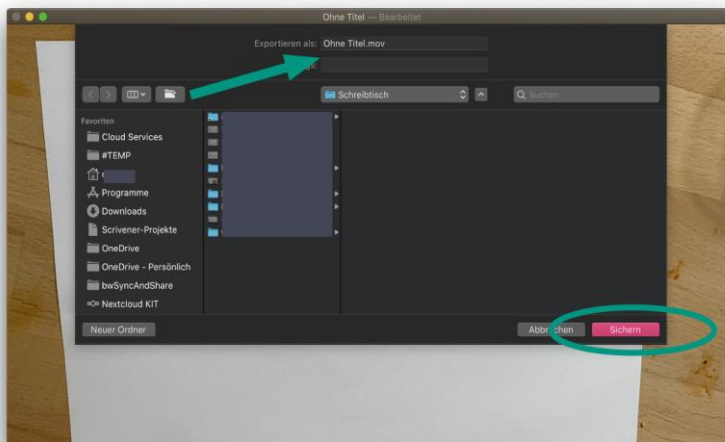 Ohne Titel — Bearbeitet
Exportieren als: Ohne Titel.mov
Schreibtisch
Suchen
Favoriten
Cloud Services
#TEMP
Programme
Downloads
Scrivener-Projekte
OneDrive
OneDrive - Persönlich
bwSyncAndShare
Nextcloud KIT
Neuer Ordner
Abbrechen
Sichern